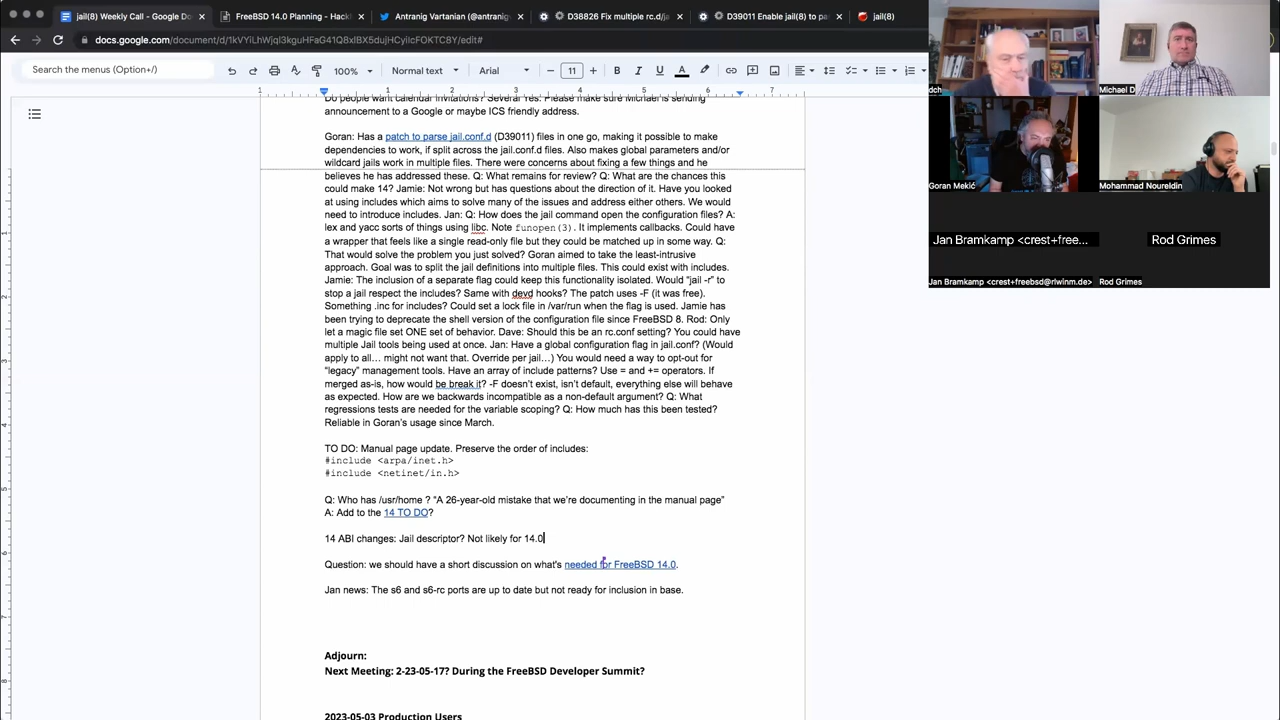 jail(8) Weekly Call - Google Do
FreeBSD 14.0 Planning - HackM
Antranig Vartanian (@antranig
D38826 Fix multiple rc.d/ja
D39011 Enable jail(8) to pa
jail(8)
docs.google.com/document/d/1kVYiLhWjqI3kguHFaG41Q8xIBX5dujHCyilcFOKTC8Y/edit#
Search the menus (Option+/)
100%
Normal text
Arial
11
B I U A
1 1 2 3 4 5 6 7
Do people want calendar invitations? Several Yes. Please make sure Michael is sending
announcement to a Google or maybe ICS friendly address.
Goran: Has a patch to parse jail.conf.d (D39011) files in one go, making it possible to make
dependencies to work, if split across the jail.conf.d files. Also makes global parameters and/or
wildcard jails work in multiple files. There were concerns about fixing a few things and he
believes he has addressed these. Q: What remains for review? Q: What are the chances this
could make 14? Jamie: Not wrong but has questions about the direction of it. Have you looked
at using includes which aims to solve many of the issues and address either others. We would
need to introduce includes. Jan: Q: How does the jail command open the configuration files? A:
lex and yacc sorts of things using libc. Note funopen(3). It implements callbacks. Could have
a wrapper that feels like a single read-only file but they could be matched up in some way. Q:
That would solve the problem you just solved? Goran aimed to take the least-intrusive
approach. Goal was to split the jail definitions into multiple files. This could exist with includes.
Jamie: The inclusion of a separate flag could keep this functionality isolated. Would "jail -r" to
stop a jail respect the includes? Same with devd hooks? The patch uses -F (it was free).
Something .inc for includes? Could set a lock file in /var/run when the flag is used. Jamie has
been trying to deprecate the shell version of the configuration file since FreeBSD 8. Rod: Only
let a magic file set ONE set of behavior. Dave: Should this be an rc.conf setting? You could have
multiple Jail tools being used at once. Jan: Have a global configuration flag in jail.conf? (Would
apply to all… might not want that. Override per jail…) You would need a way to opt-out for
“legacy” management tools. Have an array of include patterns? Use = and += operators. If
merged as-is, how would be break it? -F doesn’t exist, isn’t default, everything else will behave
as expected. How are we backwards incompatible as a non-default argument? Q: What
regressions tests are needed for the variable scoping? Q: How much has this been tested?
Reliable in Goran’s usage since March.
TO DO: Manual page update. Preserve the order of includes:
#include <arpa/inet.h>
#include <netinet/in.h>
Q: Who has /usr/home ? “A 26-year-old mistake that we’re documenting in the manual page”
A: Add to the 14 TO DO?
14 ABI changes: Jail descriptor? Not likely for 14.0
Question: we should have a short discussion on what's needed for FreeBSD 14.0.
Jan news: The s6 and s6-rc ports are up to date but not ready for inclusion in base.
Adjourn:
Next Meeting: 2-23-05-17? During the FreeBSD Developer Summit?
2023-05-03 Production Users
dch
Michael D
Goran Mekić
Mohammad Noureldin
Jan Bramkamp <crest+free...
Rod Grimes
Jan Bramkamp <crest+freebsd@rlwinm.de>
Rod Grimes